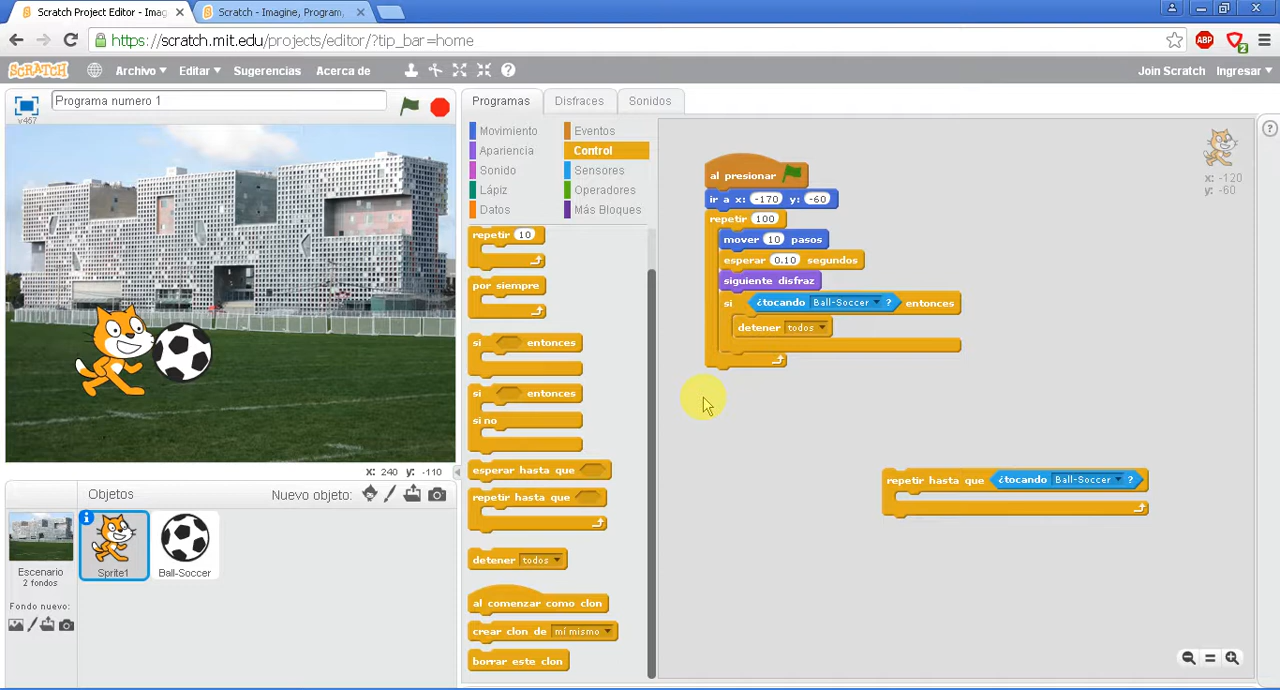 Scratch Project Editor - Imag
Scratch - Imagine, Program,
https://scratch.mit.edu/projects/editor/?tip_bar=home
ABP
2
SCRATCH
Archivo
Editar
Sugerencias
Acerca de
Join Scratch
Ingresar
v457
Programa numero 1
Programas
Disfraces
Sonidos
Movimiento
Eventos
Apariencia
Control
Sonido
Sensores
Lápiz
Operadores
Datos
Más Bloques
repetir 10
por siempre
si entonces
si entonces
si no
esperar hasta que
repetir hasta que
detener todos
al comenzar como clon
crear clon de mí mismo
borrar este clon
al presionar
ir a x: -170 y: -60
repetir 100
mover 10 pasos
esperar 0.10 segundos
siguiente disfraz
si ¿tocando Ball-Soccer ? entonces
detener todos
repetir hasta que ¿tocando Ball-Soccer ?
x: -120
y: -60
x: 240 y: -110
Objetos
Nuevo objeto:
Escenario
2 fondos
Fondo nuevo:
Sprite1
Ball-Soccer